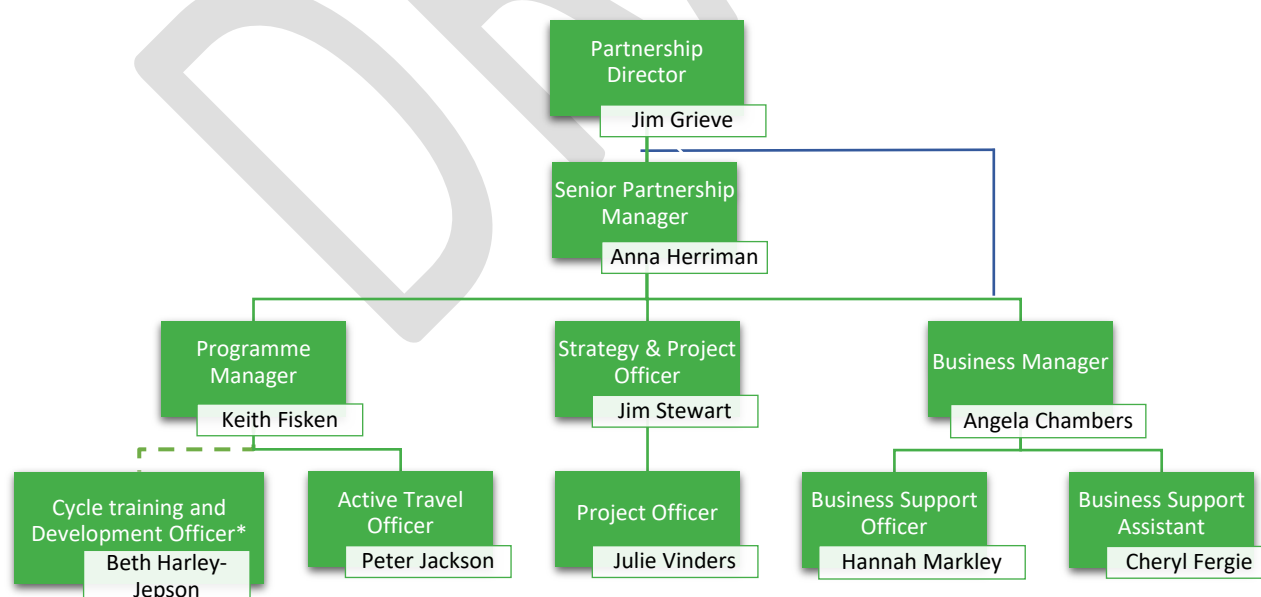 Partnership
Director
Jim Grieve
Senior Partnership
Manager
Anna Herriman
Programme
Manager
Keith Fisken
Strategy & Project
Officer
Jim Stewart
Business Manager
Angela Chambers
Cycle training and
Development Officer*
Beth Harley-
Jepson
Active Travel
Officer
Peter Jackson
Project Officer
Julie Vinders
Business Support
Officer
Hannah Markley
Business Support
Assistant
Cheryl Fergie